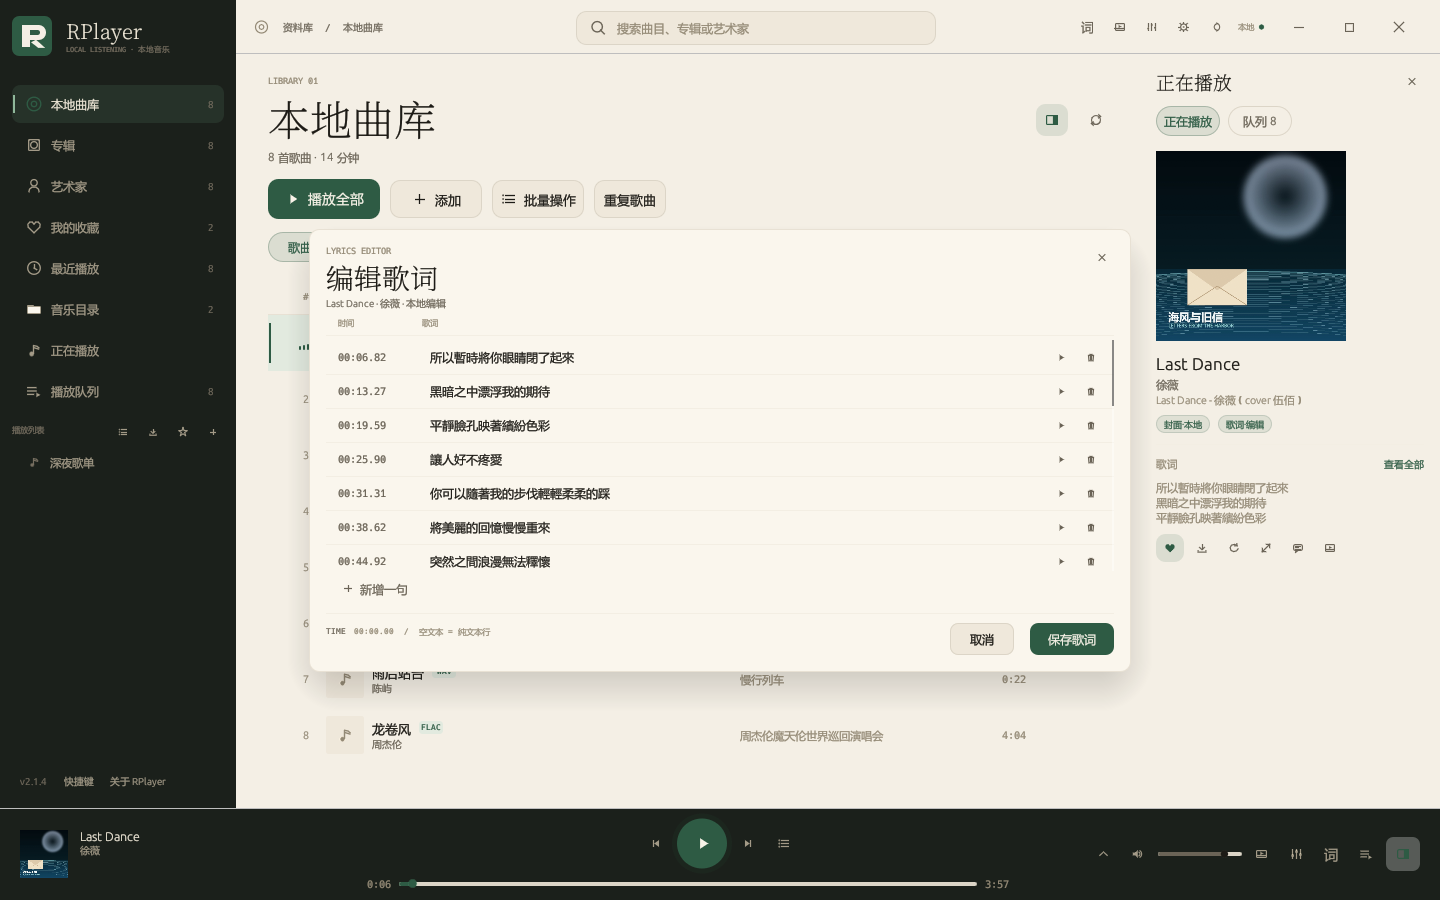 RPlayer
LOCAL LISTENING · 本地音乐
本地曲库 8
专辑 8
艺术家 8
我的收藏 2
最近播放 8
音乐目录 2
正在播放
播放队列 8
播放列表
深夜歌单
v2.1.4 快捷键 关于 RPlayer
资料库 / 本地曲库
搜索曲目、专辑或艺术家
词 本地
LIBRARY 01
本地曲库
8 首歌曲 · 14 分钟
播放全部 添加 批量操作 重复歌曲
歌曲
#
2
3
4
5
6
7 雨后站台
陈屿
慢行列车 0:22
8 龙卷风 FLAC
周杰伦
周杰伦魔天伦世界巡回演唱会 4:04
LYRICS EDITOR
编辑歌词
Last Dance · 徐薇 · 本地编辑
时间 歌词
00:06.82 所以暫時將你眼睛閉了起來
00:13.27 黑暗之中漂浮我的期待
00:19.59 平靜臉孔映著繽紛色彩
00:25.90 讓人好不疼愛
00:31.31 你可以隨著我的步伐輕輕柔柔的踩
00:38.62 將美麗的回憶慢慢重來
00:44.92 突然之間浪漫無法釋懷
+ 新增一句
TIME 00:00.00 / 空文本 = 纯文本行
取消 保存歌词
正在播放
正在播放 队列 8
海风与旧信
LETTERS FROM THE HARBOR
Last Dance
徐薇
Last Dance - 徐薇 ( cover 伍佰 )
封面·本地 歌词·编辑
歌词 查看全部
所以暫時將你眼睛閉了起來
黑暗之中漂浮我的期待
平靜臉孔映著繽紛色彩
Last Dance
徐薇
0:06 3:57
词